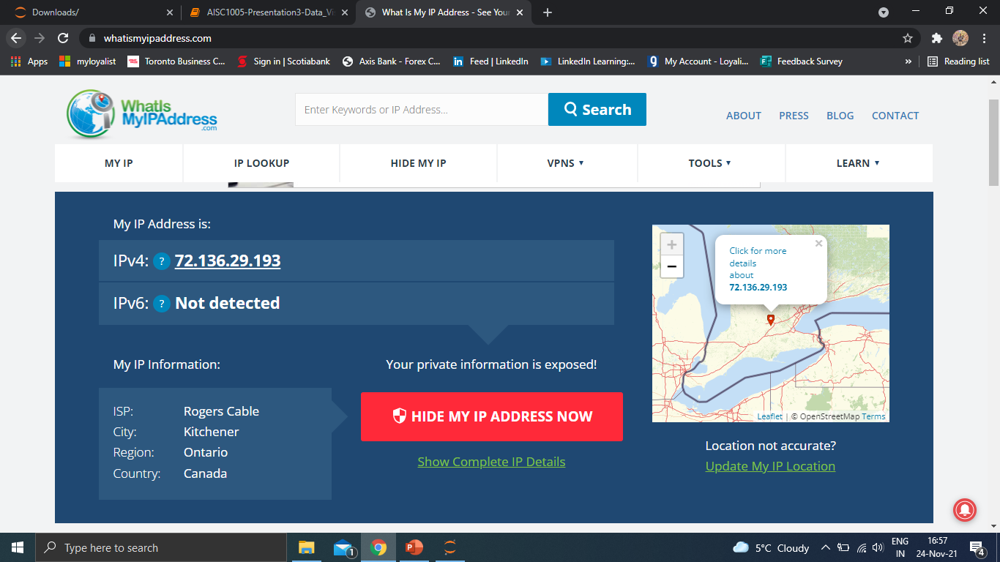 Downloads/
AISC1005-Presentation3-Data_Vi
What Is My IP Address - See Your
whatismyipaddress.com
Apps
myloyalist
Toronto Business C...
Sign in | Scotiabank
Axis Bank - Forex C...
Feed | LinkedIn
LinkedIn Learning:...
My Account - Loyali...
Feedback Survey
»
Reading list
WhatIs
MyIPAddress
.com
Enter Keywords or IP Address...
Search
ABOUT
PRESS
BLOG
CONTACT
MY IP
IP LOOKUP
HIDE MY IP
VPNS
TOOLS
LEARN
My IP Address is:
IPv4: ? 72.136.29.193
IPv6: ? Not detected
My IP Information:
ISP: Rogers Cable
City: Kitchener
Region: Ontario
Country: Canada
Your private information is exposed!
HIDE MY IP ADDRESS NOW
Show Complete IP Details
+
−
Click for more
details
about
72.136.29.193
×
Leaflet | © OpenStreetMap Terms
Location not accurate?
Update My IP Location
Type here to search
1
5°C Cloudy
ENG
IN
16:57
24-Nov-21
4